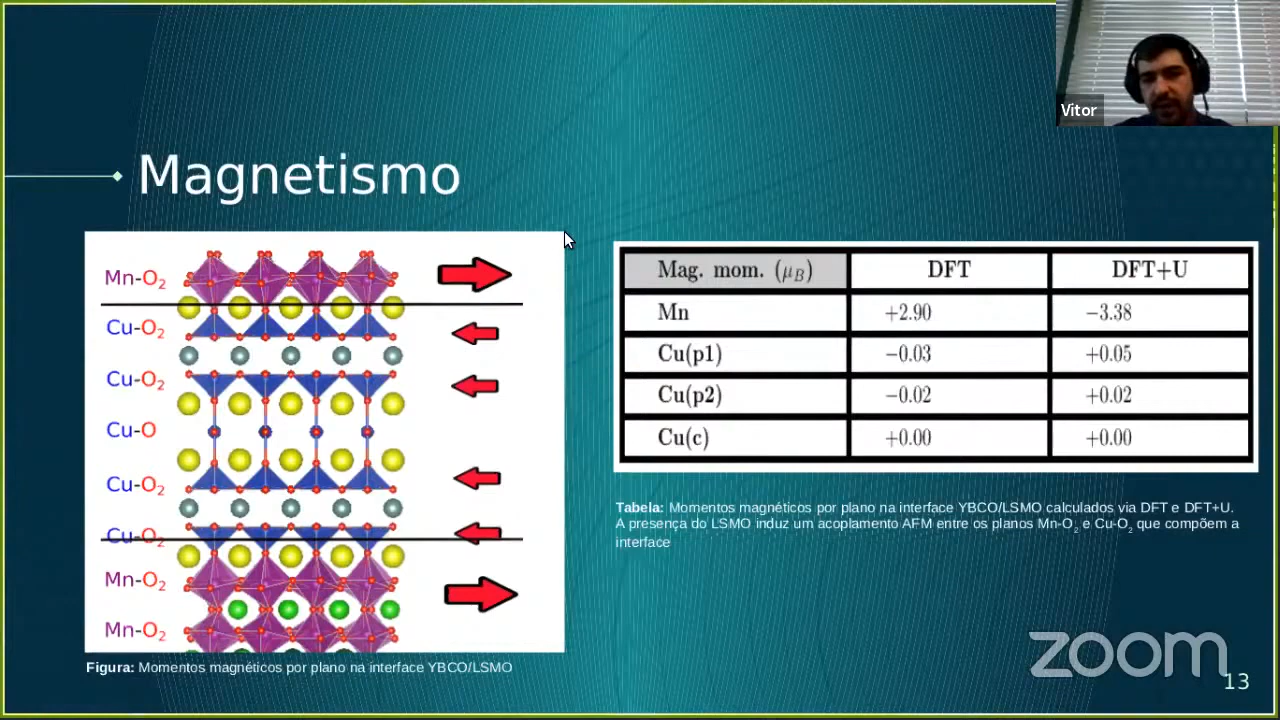 Vitor
Magnetismo
Mn-O2
Cu-O2
Cu-O2
Cu-O
Cu-O2
Cu-O2
Mn-O2
Mn-O2
Figura: Momentos magnéticos por plano na interface YBCO/LSMO
Mag. mom. (μB) DFT DFT+U
Mn +2.90 −3.38
Cu(p1) −0.03 +0.05
Cu(p2) −0.02 +0.02
Cu(c) +0.00 +0.00
Tabela: Momentos magnéticos por plano na interface YBCO/LSMO calculados via DFT e DFT+U.
A presença do LSMO induz um acoplamento AFM entre os planos Mn-O2 e Cu-O2 que compõem a
interface
zoom
13